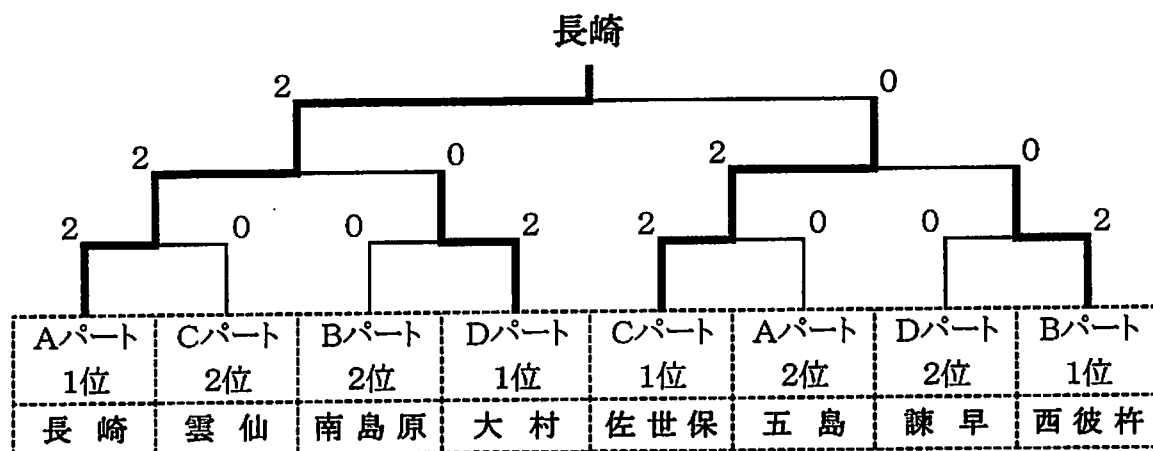 長崎
2 0
2 0 2 0
2 0 0 2 2 0 0 2
Aパート Cパート Bパート Dパート Cパート Aパート Dパート Bパート
1位 2位 2位 1位 1位 2位 2位 1位
長崎 雲仙 南島原 大村 佐世保 五島 諫早 西彼杵